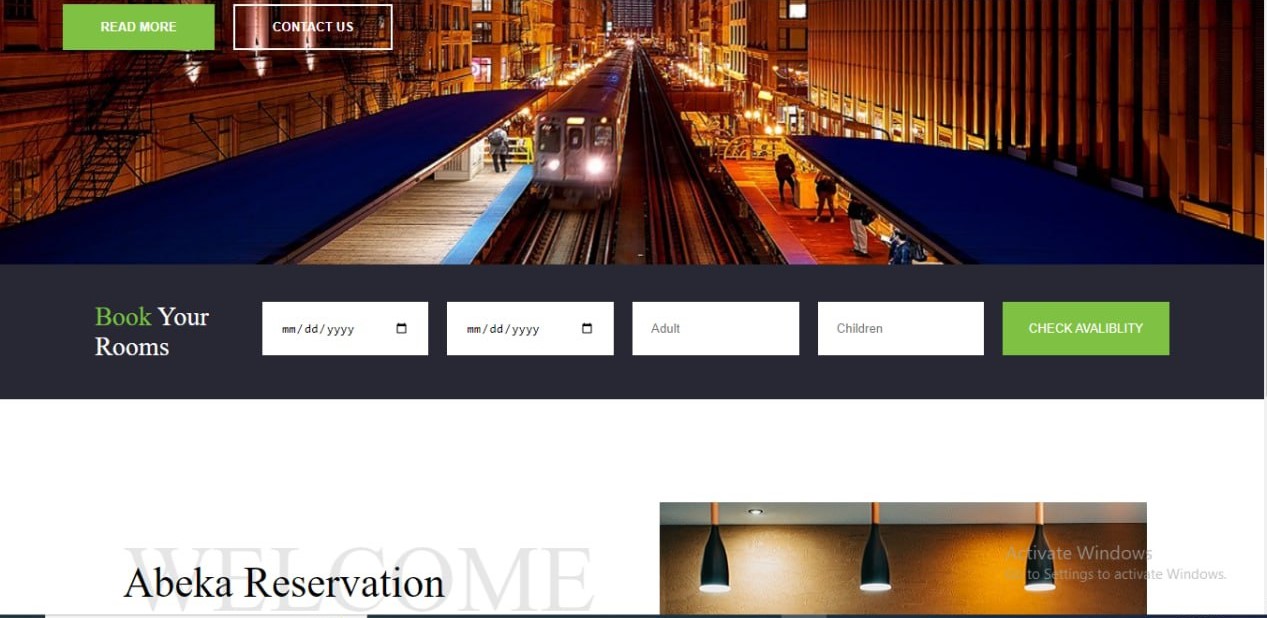 READ MORE
CONTACT US
Book Your
Rooms
mm/dd/yyyy
mm/dd/yyyy
Adult
Children
CHECK AVALIBLITY
WELCOME
Abeka Reservation
Activate Windows
to Settings to activate Windows.